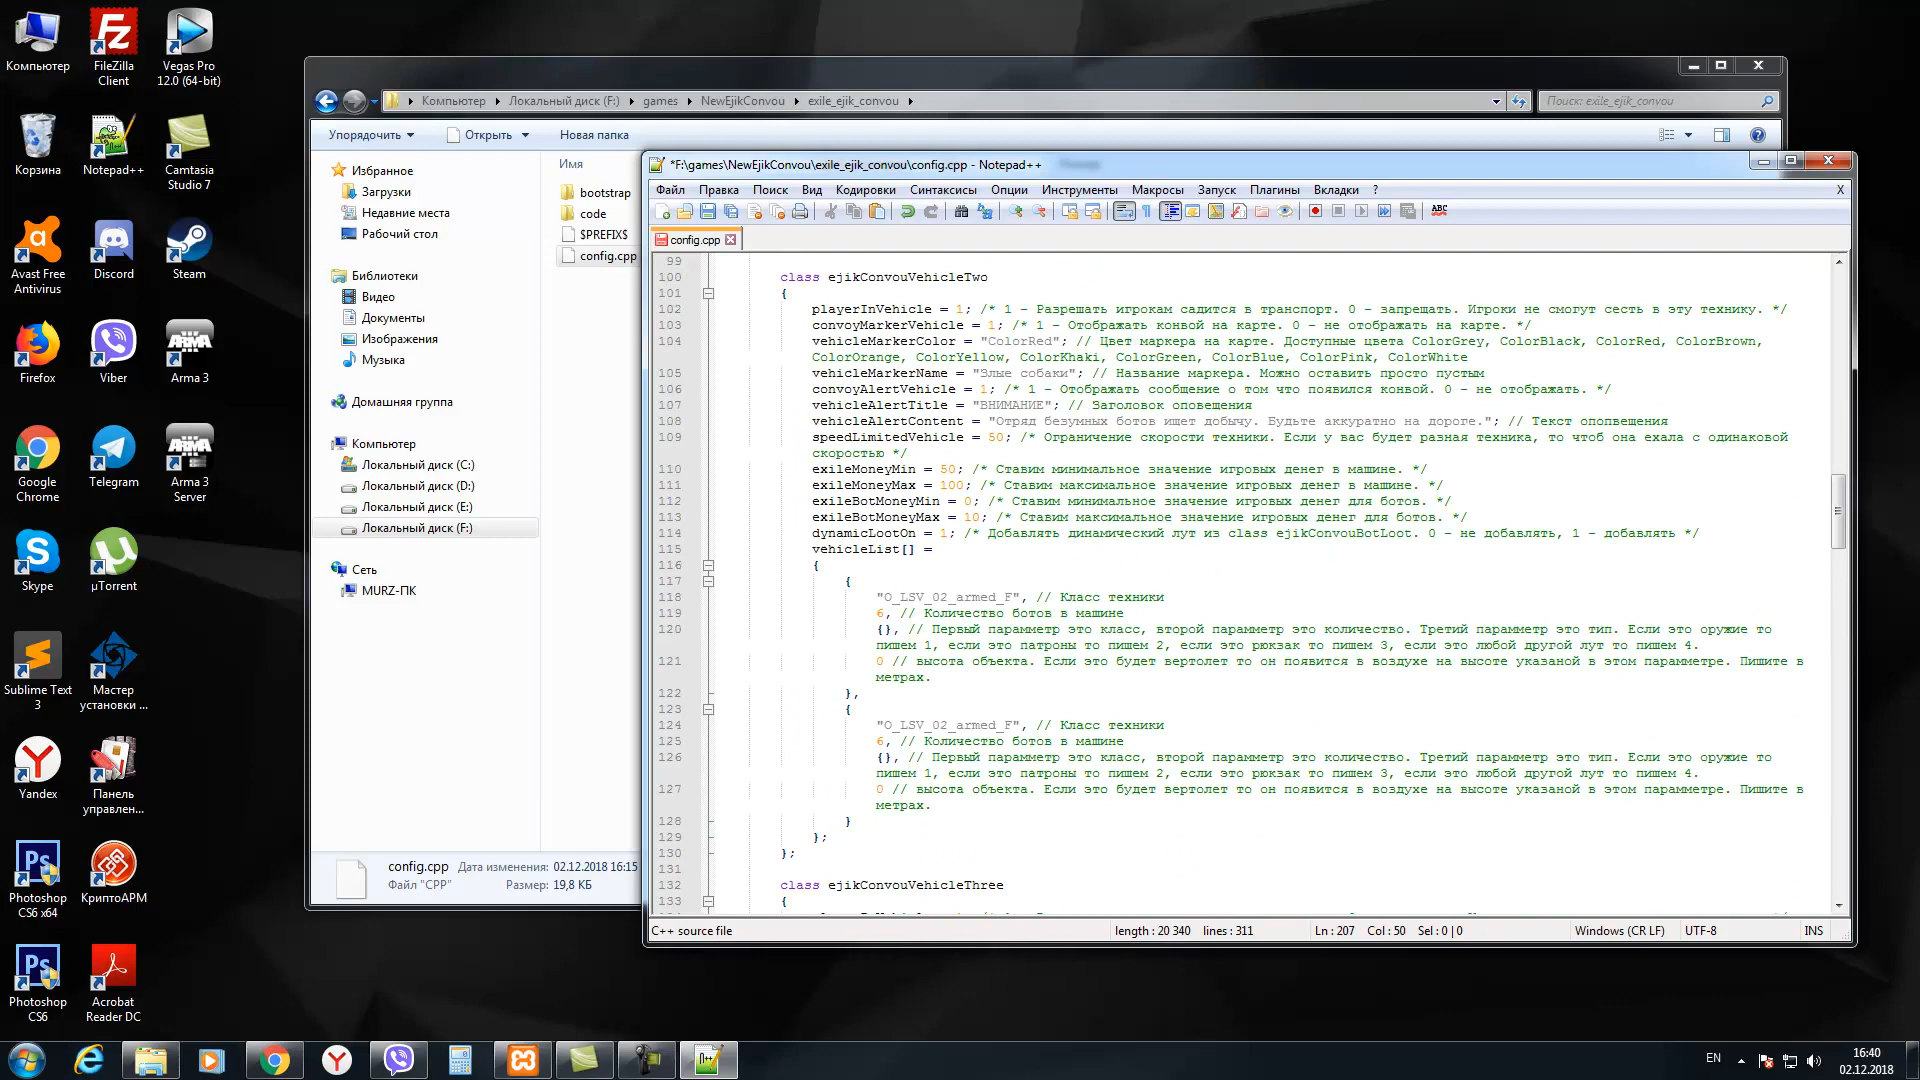 Компьютер
FileZilla Client
Vegas Pro 12.0 (64-bit)
Корзина
Notepad++
Camtasia Studio 7
Avast Free Antivirus
Discord
Steam
Firefox
Viber
Arma 3
Google Chrome
Telegram
Arma 3 Server
Skype
µTorrent
Sublime Text 3
Мастер установки ...
Yandex
Панель управлен...
Photoshop CS6 x64
КриптоАРМ
Photoshop CS6
Acrobat Reader DC
Компьютер
Локальный диск (F:)
games
NewEjikConvou
exile_ejik_convou
Поиск: exile_ejik_convou
Упорядочить
Открыть
Новая папка
Избранное
Загрузки
Недавние места
Рабочий стол
Библиотеки
Видео
Документы
Изображения
Музыка
Домашняя группа
Компьютер
Локальный диск (C:)
Локальный диск (D:)
Локальный диск (E:)
Локальный диск (F:)
Сеть
MURZ-ПК
Имя
bootstrap
code
$PREFIX$
config.cpp
config.cpp Дата изменения: 02.12.2018 16:15
Файл "CPP" Размер: 19,8 КБ
*F:\games\NewEjikConvou\exile_ejik_convou\config.cpp - Notepad++
Файл Правка Поиск Вид Кодировки Синтаксисы Опции Инструменты Макросы Запуск Плагины Вкладки ? X
ABC
config.cpp
99
100 class ejikConvouVehicleTwo
101 {
102 playerInVehicle = 1; /* 1 - Разрешать игрокам садится в транспорт. 0 - запрещать. Игроки не смогут сесть в эту технику. */
103 convoyMarkerVehicle = 1; /* 1 - Отображать конвой на карте. 0 - не отображать на карте. */
104 vehicleMarkerColor = "ColorRed"; // Цвет маркера на карте. Доступные цвета ColorGrey, ColorBlack, ColorRed, ColorBrown,
ColorOrange, ColorYellow, ColorKhaki, ColorGreen, ColorBlue, ColorPink, ColorWhite
105 vehicleMarkerName = "Злые собаки"; // Название маркера. Можно оставить просто пустым
106 convoyAlertVehicle = 1; /* 1 - Отображать сообщение о том что появился конвой. 0 - не отображать. */
107 vehicleAlertTitle = "ВНИМАНИЕ"; // Заголовок оповещения
108 vehicleAlertContent = "Отряд безумных ботов ищет добычу. Будьте аккуратно на дороге."; // Текст опопвещения
109 speedLimitedVehicle = 50; /* Ограничение скорости техники. Если у вас будет разная техника, то чтоб она ехала с одинаковой
скоростью */
110 exileMoneyMin = 50; /* Ставим минимальное значение игровых денег в машине. */
111 exileMoneyMax = 100; /* Ставим максимальное значение игровых денег в машине. */
112 exileBotMoneyMin = 0; /* Ставим минимальное значение игровых денег для ботов. */
113 exileBotMoneyMax = 10; /* Ставим максимальное значение игровых денег для ботов. */
114 dynamicLootOn = 1; /* Добавлять динамический лут из class ejikConvouBotLoot. 0 - не добавлять, 1 - добавлять */
115 vehicleList[] =
116 {
117 {
118 "O_LSV_02_armed_F", // Класс техники
119 6, // Количество ботов в машине
120 {}, // Первый парамметр это класс, второй парамметр это количество. Третий параметр это тип. Если это оружие то
пишем 1, если это патроны то пишем 2, если это рюкзак то пишем 3, если это любой другой лут то пишем 4.
121 0 // высота объекта. Если это будет вертолет то он появится в воздухе на высоте указаной в этом парамметре. Пишите в
метрах.
122 },
123 {
124 "O_LSV_02_armed_F", // Класс техники
125 6, // Количество ботов в машине
126 {}, // Первый парамметр это класс, второй парамметр это количество. Третий параметр это тип. Если это оружие то
пишем 1, если это патроны то пишем 2, если это рюкзак то пишем 3, если это любой другой лут то пишем 4.
127 0 // высота объекта. Если это будет вертолет то он появится в воздухе на высоте указаной в этом парамметре. Пишите в
метрах.
128 }
129 };
130 };
131
132 class ejikConvouVehicleThree
133 {
C++ source file length : 20 340 lines : 311 Ln : 207 Col : 50 Sel : 0 | 0 Windows (CR LF) UTF-8 INS
EN
16:40
02.12.2018